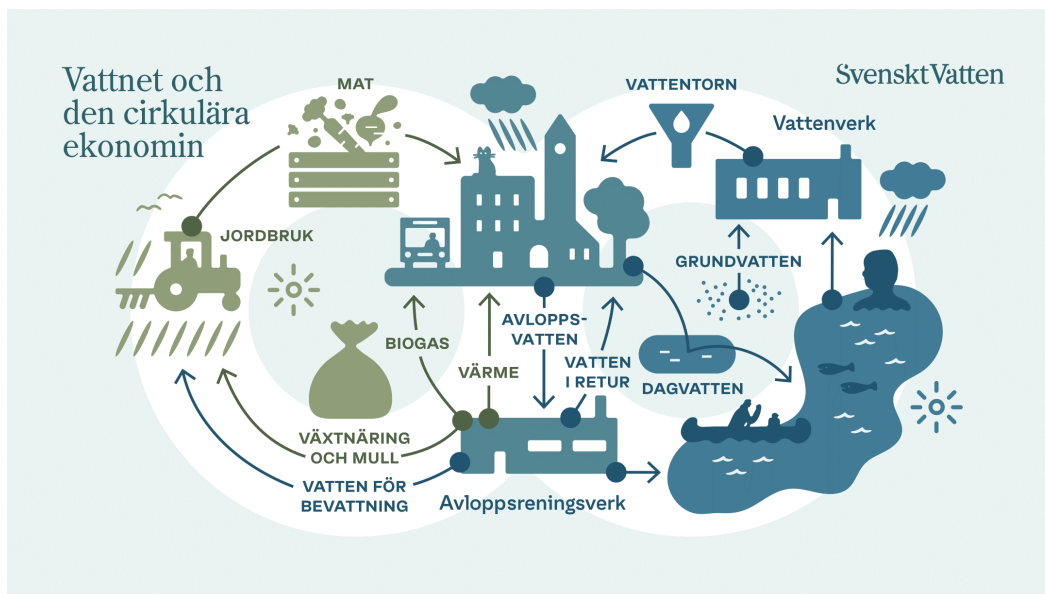 Vattnet och
den cirkulära
ekonomin
SvensktVatten
MAT
VATTENTORN
Vattenverk
JORDBRUK
GRUNDVATTEN
AVLOPPS-
VATTEN
BIOGAS
VÄRME
VATTEN
I RETUR
DAGVATTEN
VÄXTNÄRING
OCH MULL
VATTEN FÖR
BEVATTNING
Avloppsreningsverk